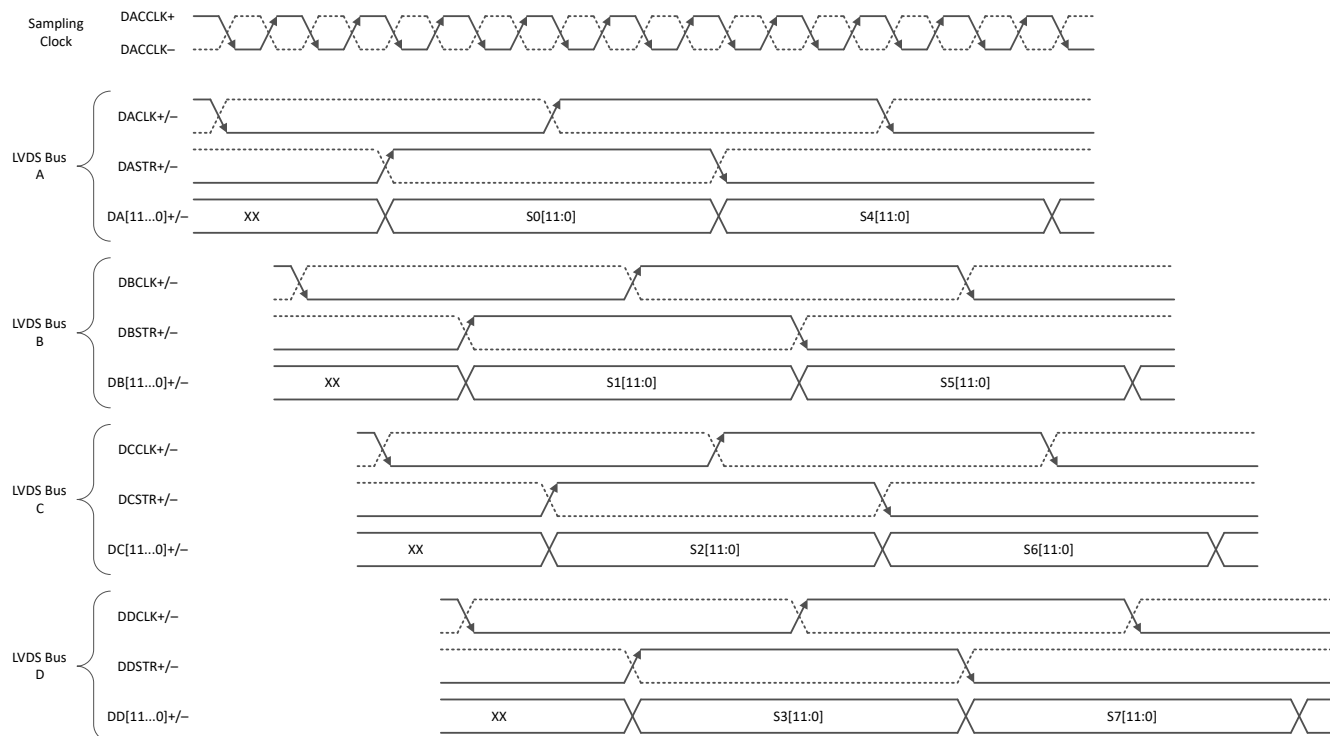 Sampling
Clock
DACCLK+
DACCLK–
LVDS Bus
A
DACLK+/–
DASTR+/–
DA[11...0]+/–
XX
S0[11:0]
S4[11:0]
LVDS Bus
B
DBCLK+/–
DBSTR+/–
DB[11...0]+/–
XX
S1[11:0]
S5[11:0]
LVDS Bus
C
DCCLK+/–
DCSTR+/–
DC[11...0]+/–
XX
S2[11:0]
S6[11:0]
LVDS Bus
D
DDCLK+/–
DDSTR+/–
DD[11...0]+/–
XX
S3[11:0]
S7[11:0]